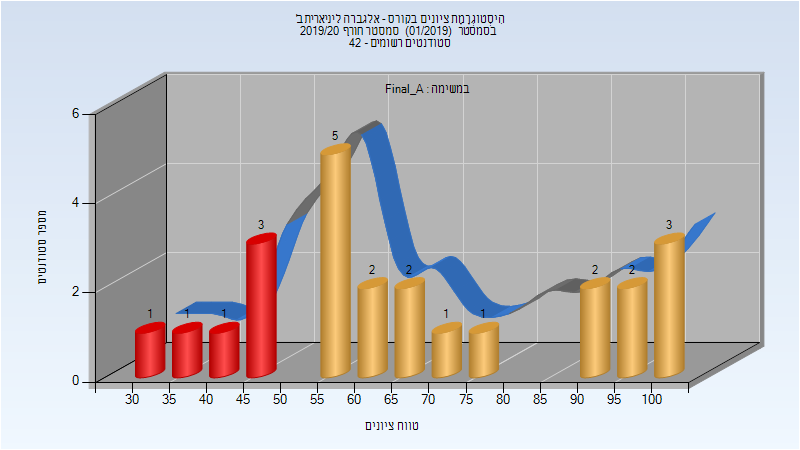 היסטוגרמת ציונים בקורס - אלגברה ליניארית ב'
בסמסטר (01/2019) סמסטר חורף 2019/20
סטודנטים רשומים - 42
במשימה : Final_A
מספר סטודנטים
6
4
2
0
1 1 1 3 5 2 2 1 1 2 2 3
30 35 40 45 50 55 60 65 70 75 80 85 90 95 100
טווח ציונים